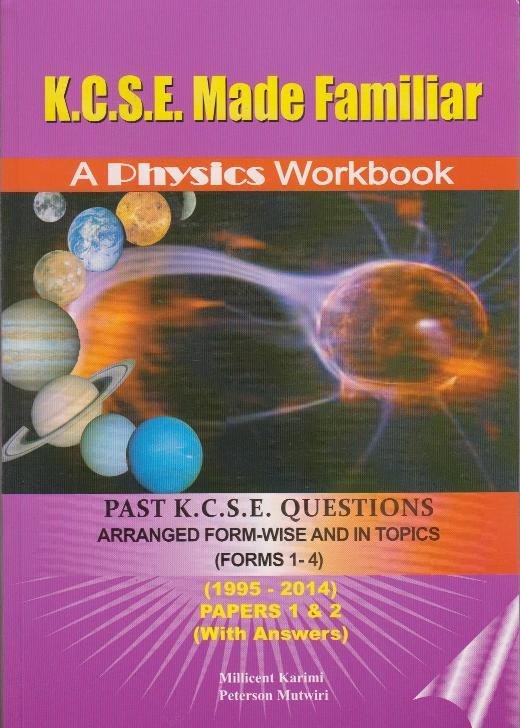 K.C.S.E. Made Familiar
A Physics Workbook
PAST K.C.S.E. QUESTIONS
ARRANGED FORM-WISE AND IN TOPICS
(FORMS 1- 4)
(1995 - 2014)
PAPERS 1 & 2
(With Answers)
Millicent Karimi
Peterson Mutwiri